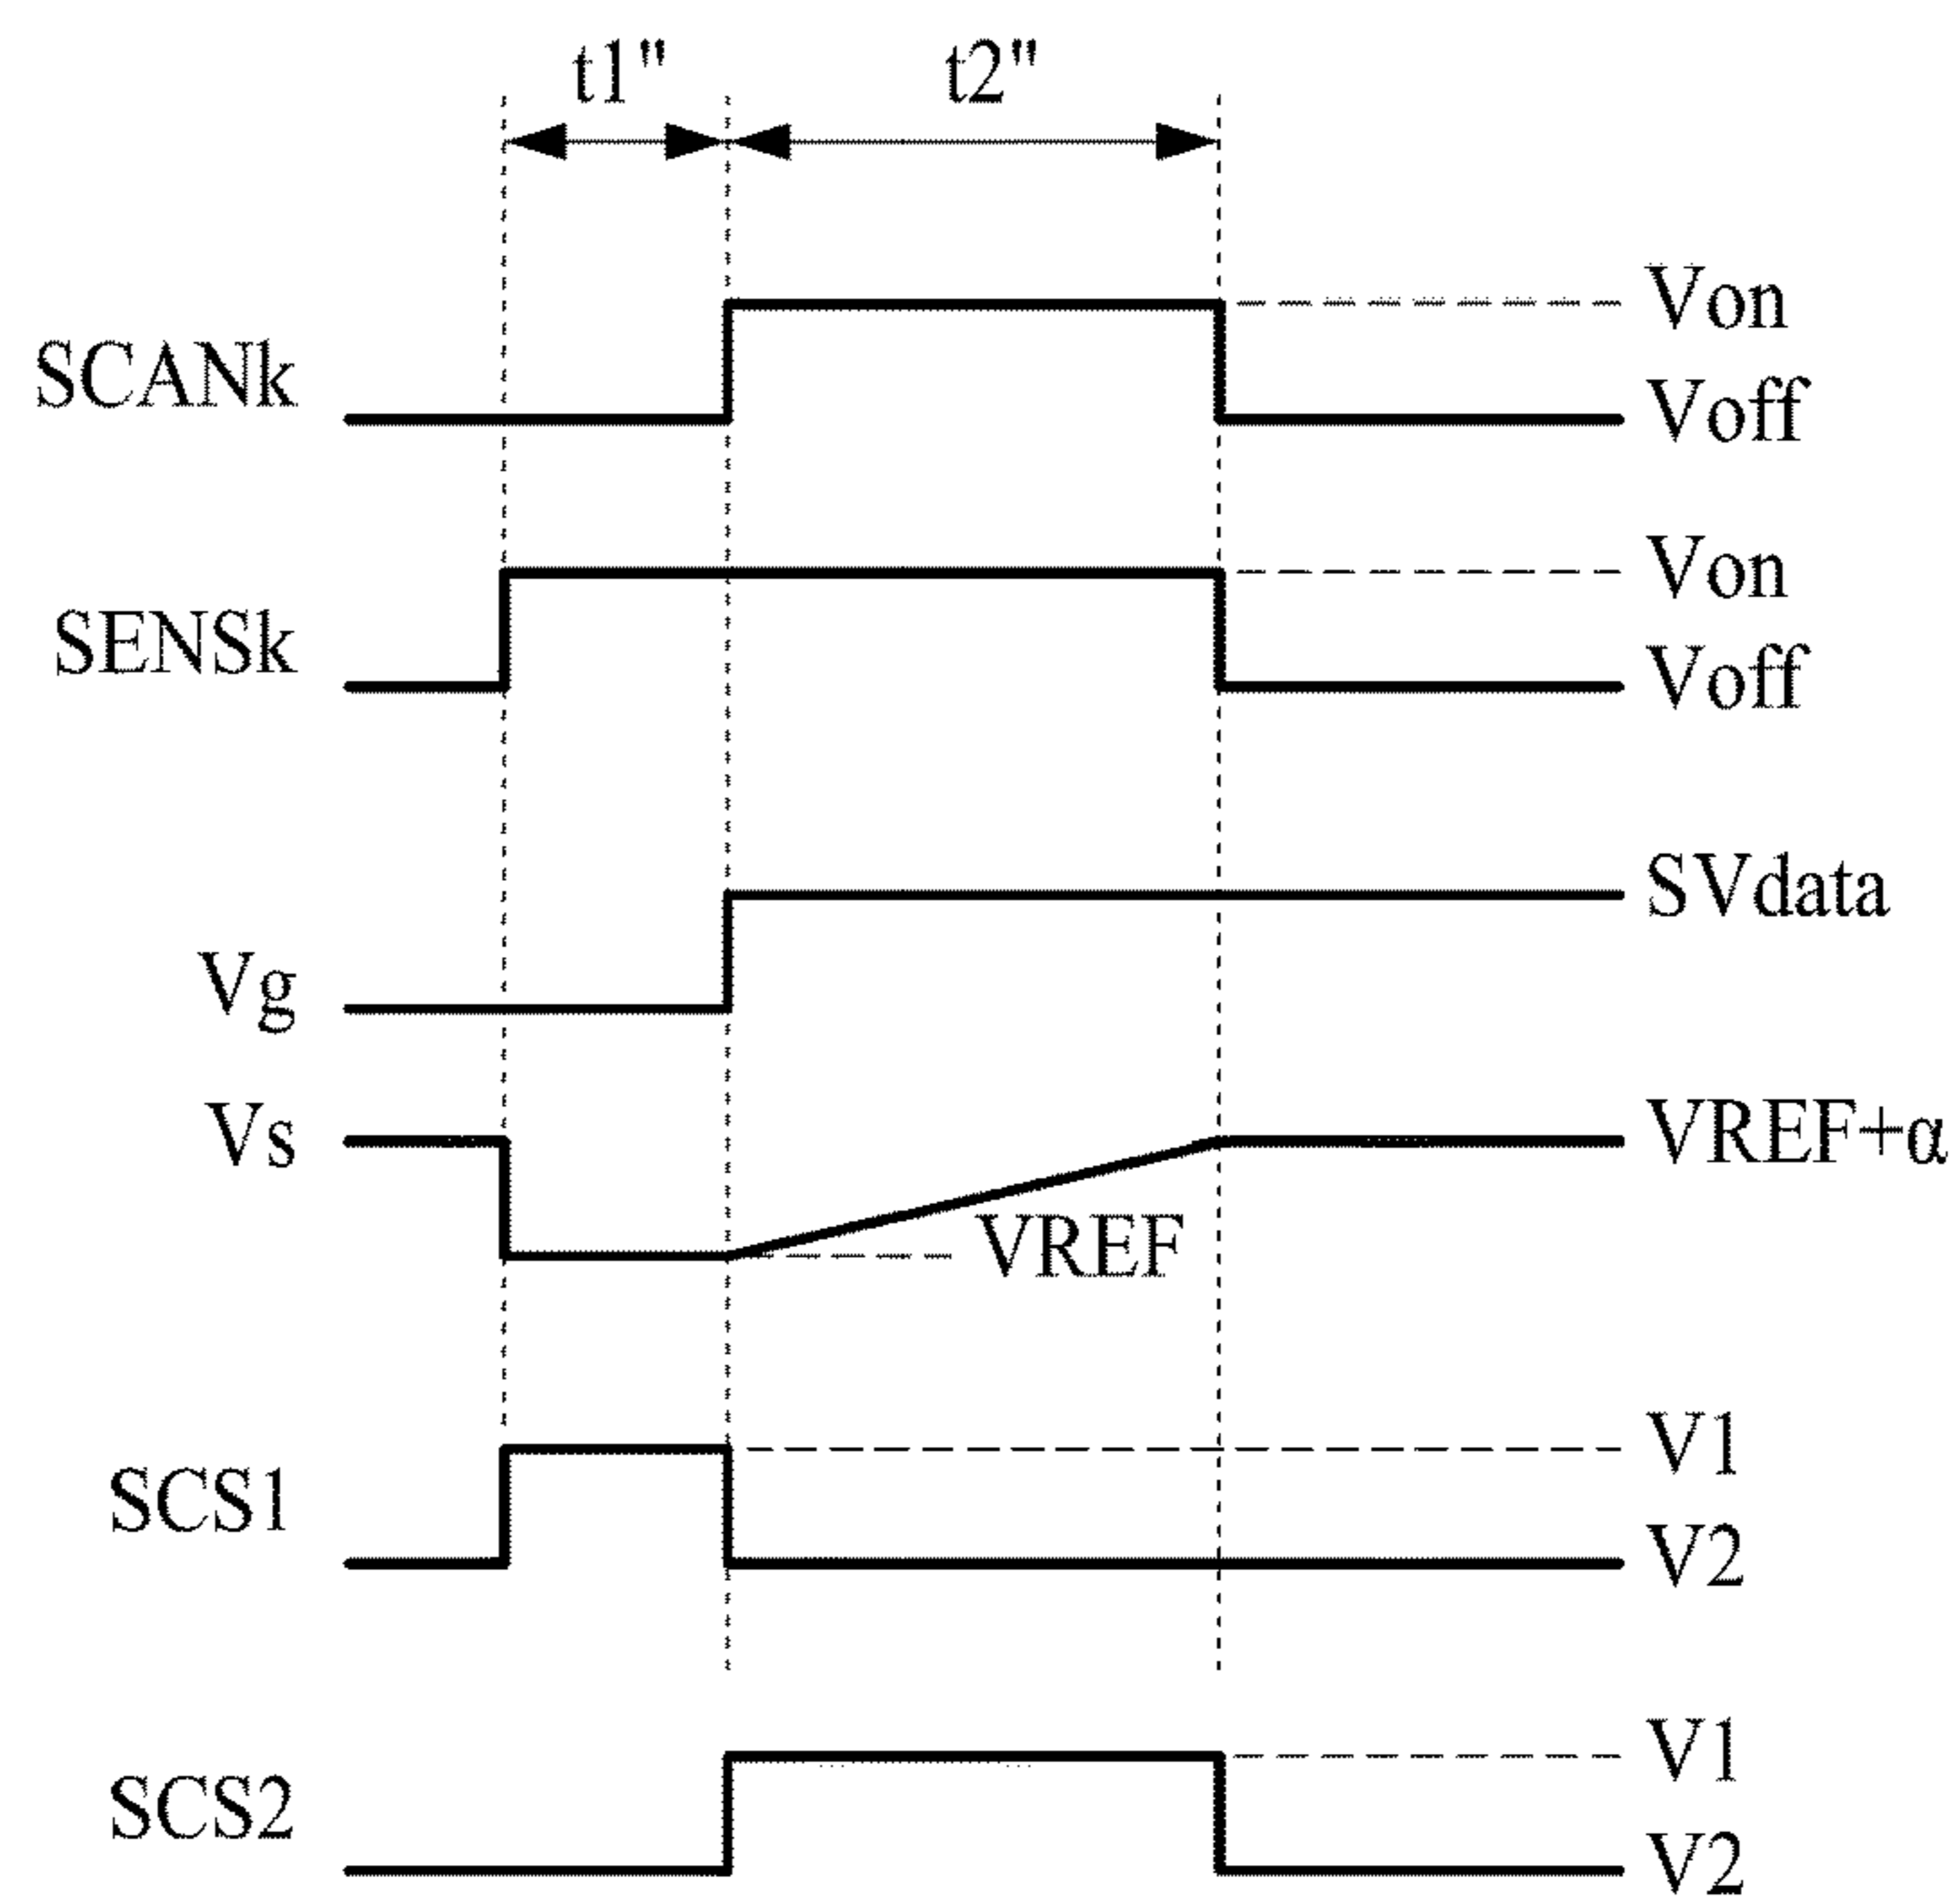 t1" t2"
Von
SCANk
Voff
Von
SENSk
Voff
SVdata
Vg
Vs
VREF+α
VREF
V1
SCS1
V2
V1
SCS2
V2